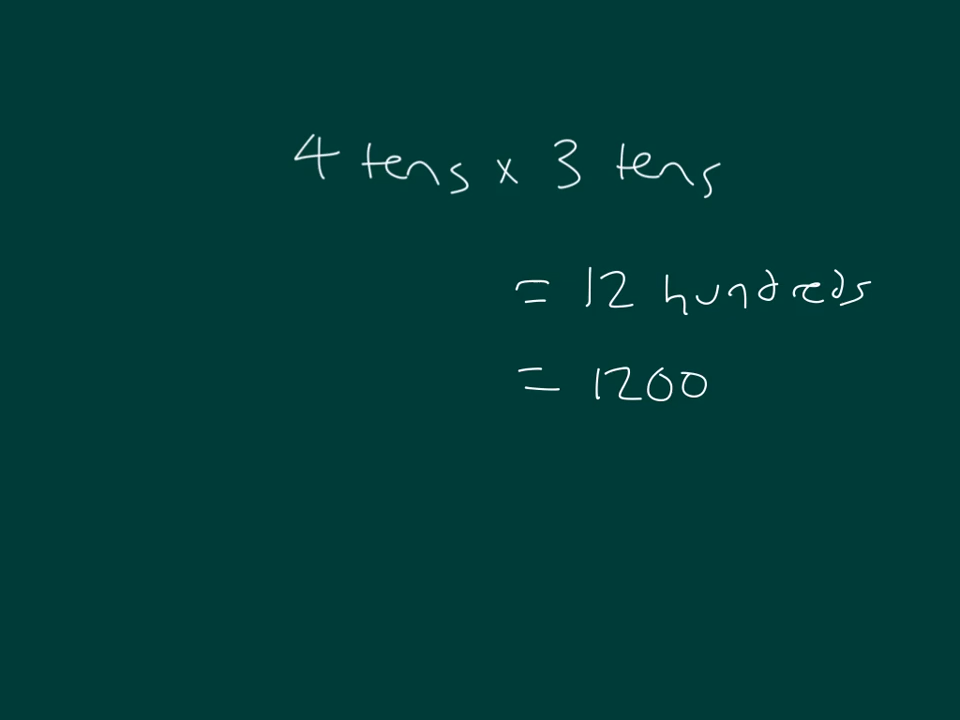 4 tens x 3 tens
= 12 hundreds
= 1200